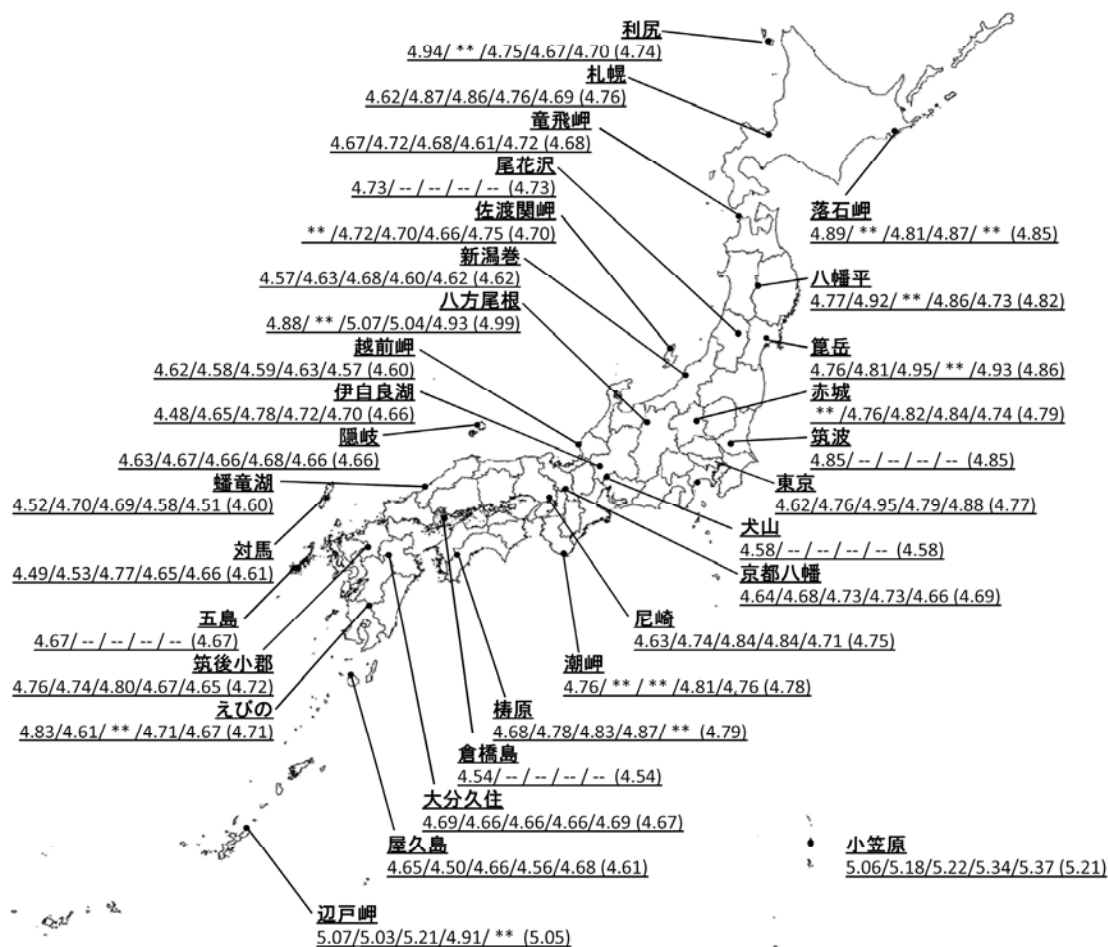 利尻
4.94/ ** /4.75/4.67/4.70 (4.74)
札幌
4.62/4.87/4.86/4.76/4.69 (4.76)
竜飛岬
4.67/4.72/4.68/4.61/4.72 (4.68)
尾花沢
4.73/ -- / -- / -- / -- (4.73)
佐渡関岬
** /4.72/4.70/4.66/4.75 (4.70)
新潟巻
4.57/4.63/4.68/4.60/4.62 (4.62)
八方尾根
4.88/ ** /5.07/5.04/4.93 (4.99)
越前岬
4.62/4.58/4.59/4.63/4.57 (4.60)
伊自良湖
4.48/4.65/4.78/4.72/4.70 (4.66)
隠岐
4.63/4.67/4.66/4.68/4.66 (4.66)
蟠竜湖
4.52/4.70/4.69/4.58/4.51 (4.60)
対馬
4.49/4.53/4.77/4.65/4.66 (4.61)
五島
4.67/ -- / -- / -- / -- (4.67)
筑後小郡
4.76/4.74/4.80/4.67/4.65 (4.72)
えびの
4.83/4.61/ ** /4.71/4.67 (4.71)
落石岬
4.89/ ** /4.81/4.87/ ** (4.85)
八幡平
4.77/4.92/ ** /4.86/4.73 (4.82)
箟岳
4.76/4.81/4.95/ ** /4.93 (4.86)
赤城
** /4.76/4.82/4.84/4.74 (4.79)
筑波
4.85/ -- / -- / -- / -- (4.85)
東京
4.62/4.76/4.95/4.79/4.88 (4.77)
犬山
4.58/ -- / -- / -- / -- (4.58)
京都八幡
4.64/4.68/4.73/4.73/4.66 (4.69)
尼崎
4.63/4.74/4.84/4.84/4.71 (4.75)
潮岬
4.76/ ** / ** /4.81/4,76 (4.78)
梼原
4.68/4.78/4.83/4.87/ ** (4.79)
倉橋島
4.54/ -- / -- / -- / -- (4.54)
大分久住
4.69/4.66/4.66/4.66/4.69 (4.67)
屋久島
4.65/4.50/4.66/4.56/4.68 (4.61)
小笠原
5.06/5.18/5.22/5.34/5.37 (5.21)
辺戸岬
5.07/5.03/5.21/4.91/ ** (5.05)